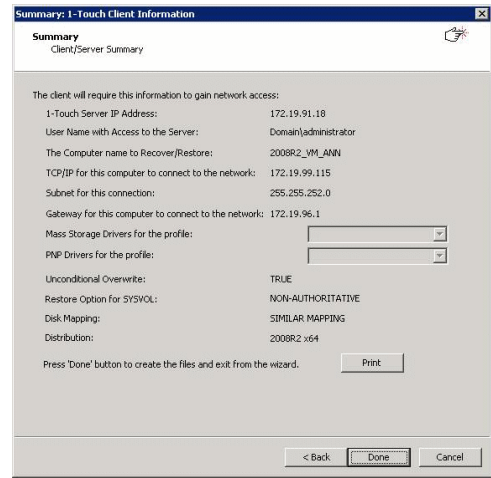 Summary: 1-Touch Client Information
Summary
Client/Server Summary
The client will require this information to gain network access:
1-Touch Server IP Address: 172.19.91.18
User Name with Access to the Server: Domain\administrator
The Computer name to Recover/Restore: 2008R2_VM_ANN
TCP/IP for this computer to connect to the network: 172.19.99.115
Subnet for this connection: 255.255.252.0
Gateway for this computer to connect to the network: 172.19.96.1
Mass Storage Drivers for the profile:
PNP Drivers for the profile:
Unconditional Overwrite: TRUE
Restore Option for SYSVOL: NON-AUTHORITATIVE
Disk Mapping: SIMILAR MAPPING
Distribution: 2008R2 x64
Press 'Done' button to create the files and exit from the wizard. Print
< Back Done Cancel